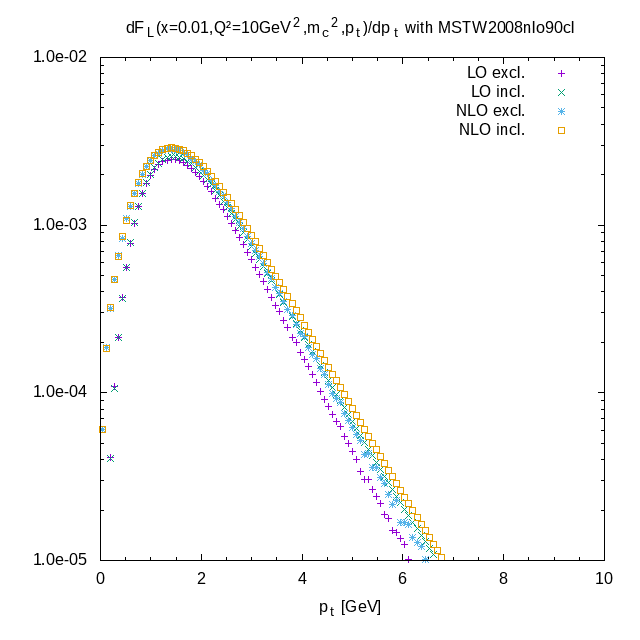 dF_L(x=0.01,Q²=10GeV²,m_c²,p_t)/dp_t with MSTW2008nlo90cl
1.0e-02
LO excl.
LO incl.
NLO excl.
NLO incl.
1.0e-03
1.0e-04
1.0e-05
0 2 4 6 8 10
p_t [GeV]